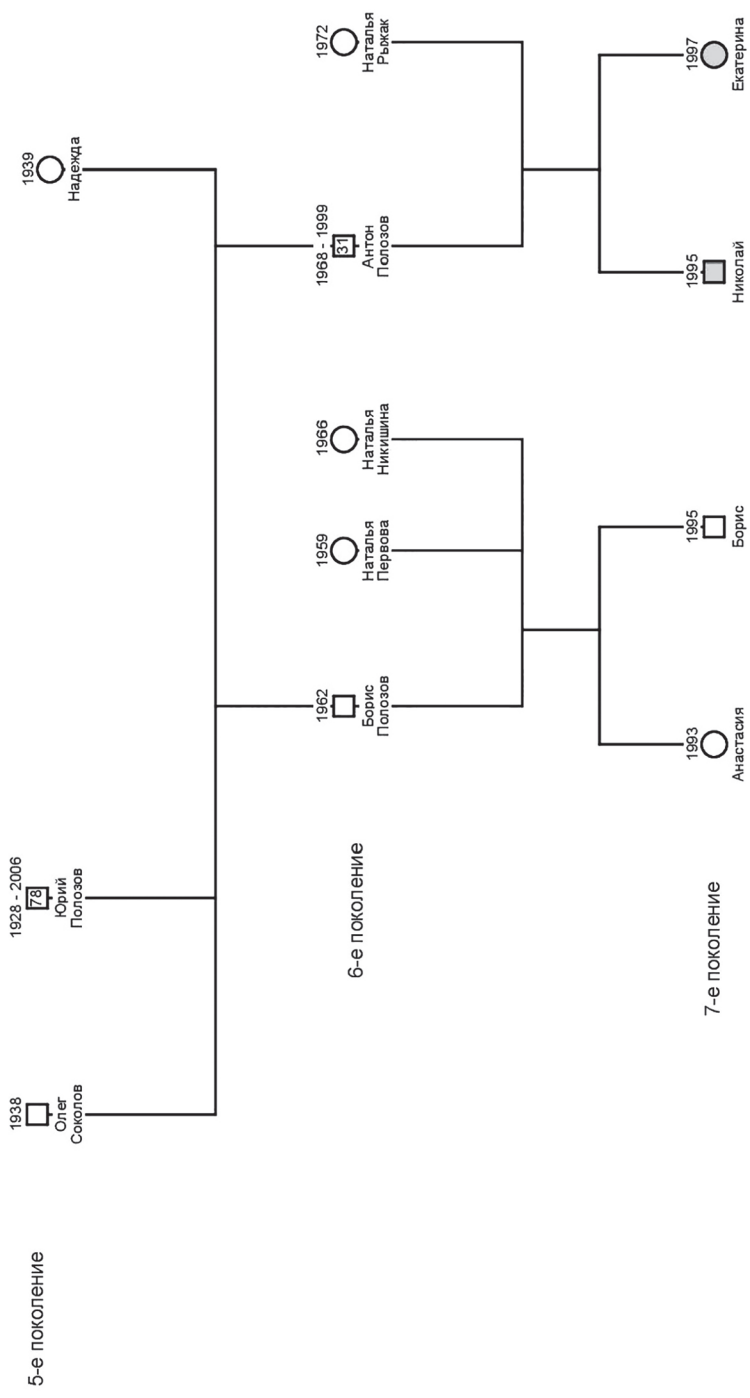 5-е поколение
1938
Олег
Соколов
1928 - 2006
78
Юрий
Полозов
1939
Надежда
6-е поколение
1962
Борис
Полозов
1959
Наталья
Первова
1966
Наталья
Никишина
1968 - 1999
31
Антон
Полозов
1972
Наталья
Рыжак
7-е поколение
1993
Анастасия
1995
Борис
1995
Николай
1997
Екатерина